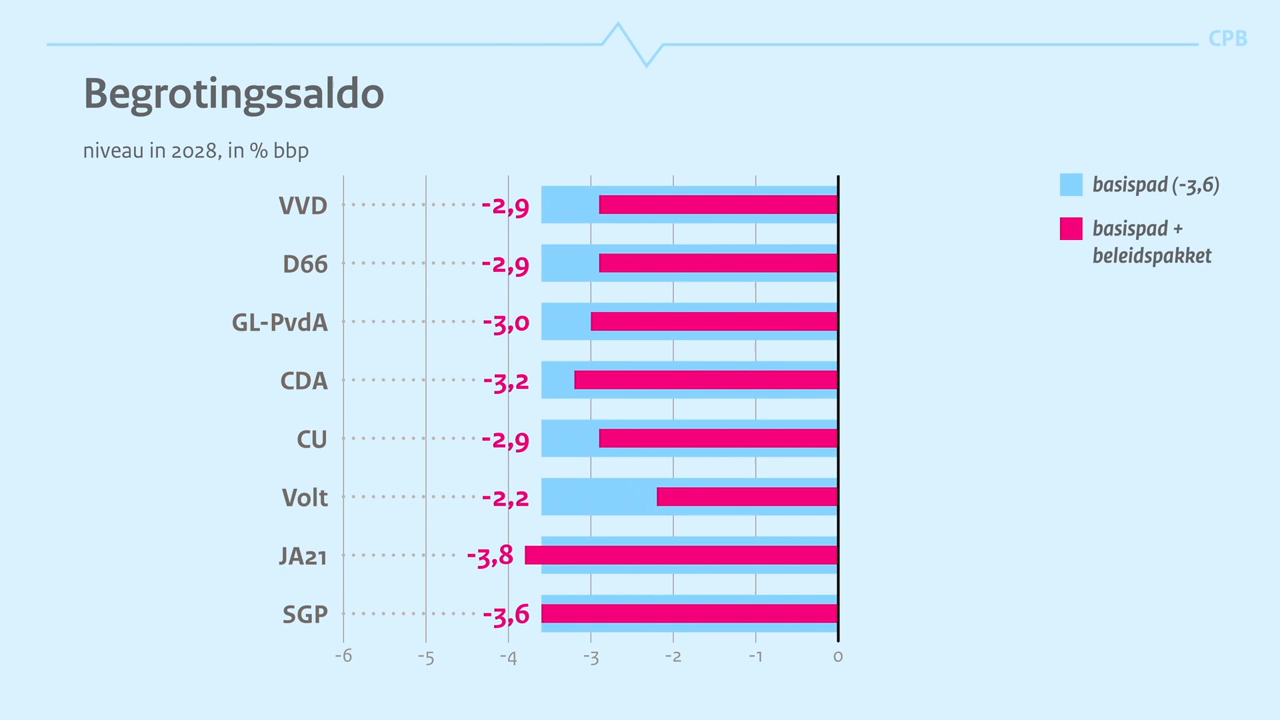 CPB
Begrotingssaldo
niveau in 2028, in % bbp
VVD -2,9
D66 -2,9
GL-PvdA -3,0
CDA -3,2
CU -2,9
Volt -2,2
JA21 -3,8
SGP -3,6
-6 -5 -4 -3 -2 -1 0
basispad (-3,6)
basispad +
beleidspakket